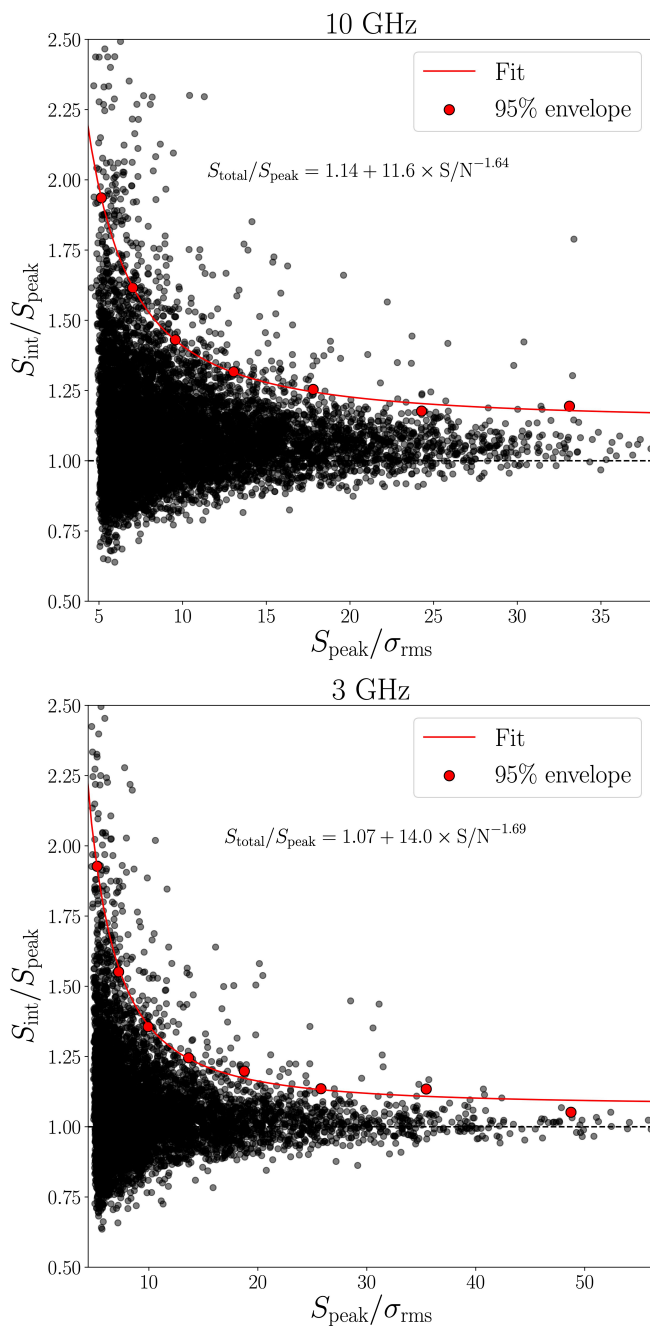 10 GHz
2.50
2.25
2.00
1.75
1.50
1.25
1.00
0.75
0.50
S_int/S_peak
Fit
95% envelope
S_total/S_peak = 1.14 + 11.6 × S/N^−1.64
5 10 15 20 25 30 35
S_peak/σ_rms
3 GHz
2.50
2.25
2.00
1.75
1.50
1.25
1.00
0.75
0.50
S_int/S_peak
Fit
95% envelope
S_total/S_peak = 1.07 + 14.0 × S/N^−1.69
10 20 30 40 50
S_peak/σ_rms